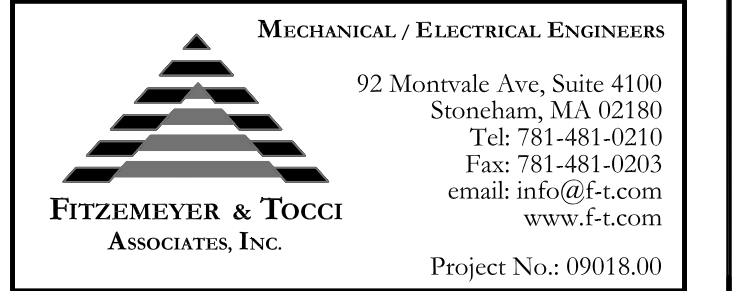 MECHANICAL / ELECTRICAL ENGINEERS
92 Montvale Ave, Suite 4100
Stoneham, MA 02180
Tel: 781-481-0210
Fax: 781-481-0203
email: info@f-t.com
www.f-t.com
FITZEMEYER & TOCCI
ASSOCIATES, INC.
Project No.: 09018.00